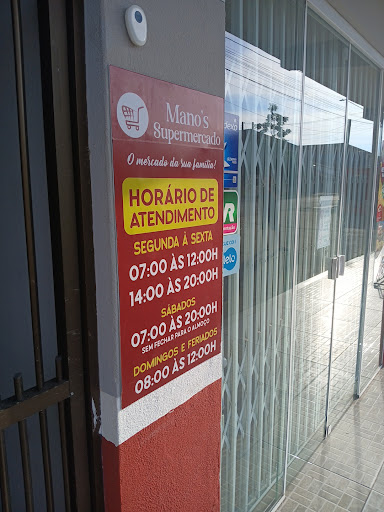 Mano's
Supermercado
O mercado da sua família!
HORÁRIO DE
ATENDIMENTO
SEGUNDA À SEXTA
07:00 ÀS 12:00H
14:00 ÀS 20:00H
SÁBADOS
07:00 ÀS 20:00H
SEM FECHAR PARA O ALMOÇO
DOMINGOS E FERIADOS
08:00 ÀS 12:00H